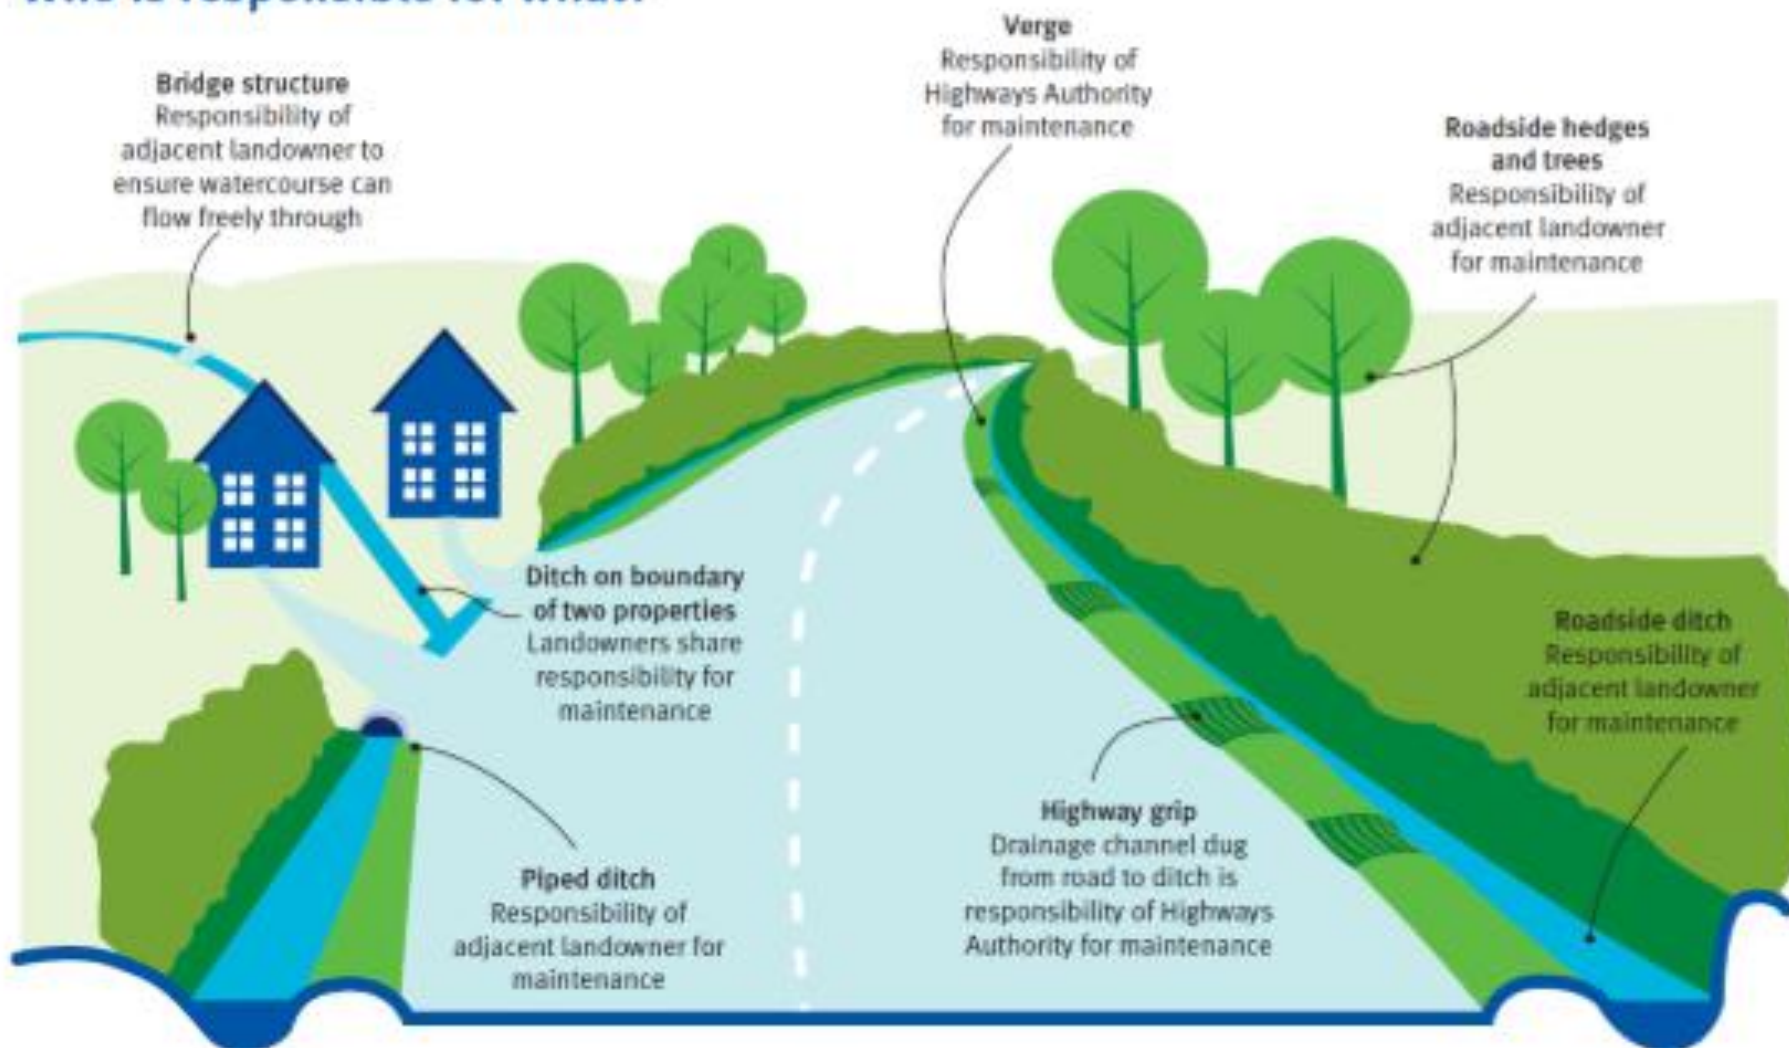 Bridge structure
Responsibility of
adjacent landowner to
ensure watercourse can
flow freely through
Verge
Responsibility of
Highways Authority
for maintenance
Roadside hedges
and trees
Responsibility of
adjacent landowner
for maintenance
Ditch on boundary
of two properties
Landowners share
responsibility for
maintenance
Roadside ditch
Responsibility of
adjacent landowner
for maintenance
Piped ditch
Responsibility of
adjacent landowner for
maintenance
Highway grip
Drainage channel dug
from road to ditch is
responsibility of Highways
Authority for maintenance